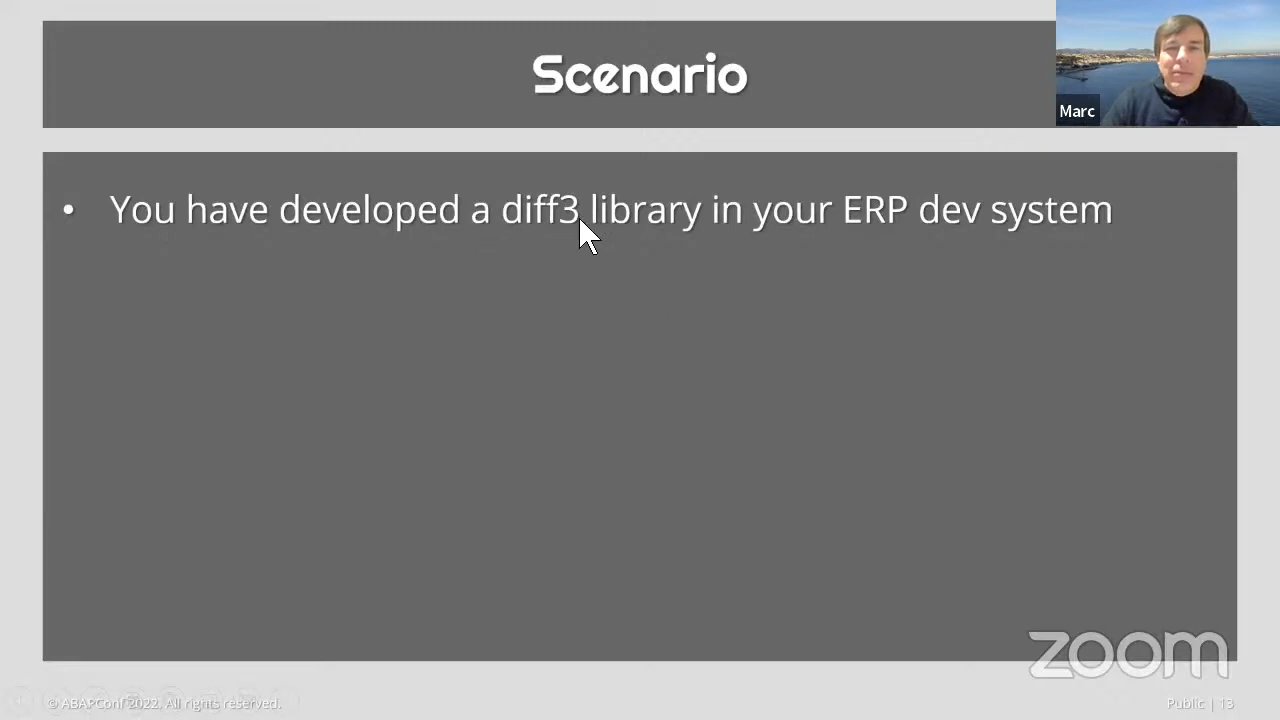 Scenario
Marc
• You have developed a diff3 library in your ERP dev system
zoom
© ABAPConf 2022. All rights reserved.
Public | 13